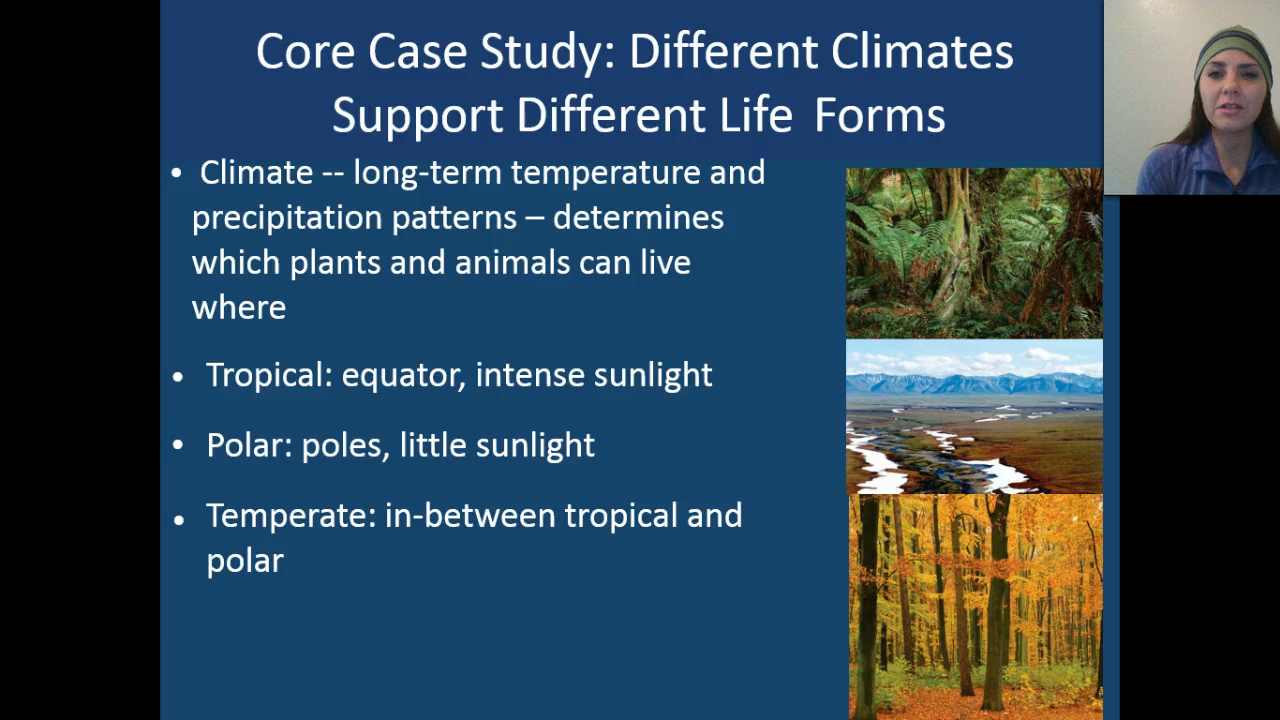 Core Case Study: Different Climates
Support Different Life Forms
• Climate -- long-term temperature and
precipitation patterns – determines
which plants and animals can live
where
• Tropical: equator, intense sunlight
• Polar: poles, little sunlight
• Temperate: in-between tropical and
polar